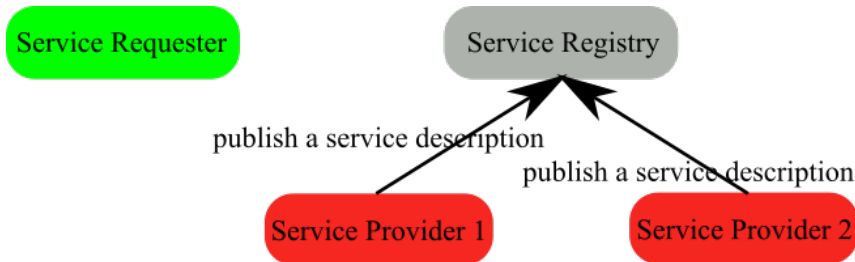 Service Requester
Service Registry
publish a service description
publish a service description
Service Provider 1
Service Provider 2